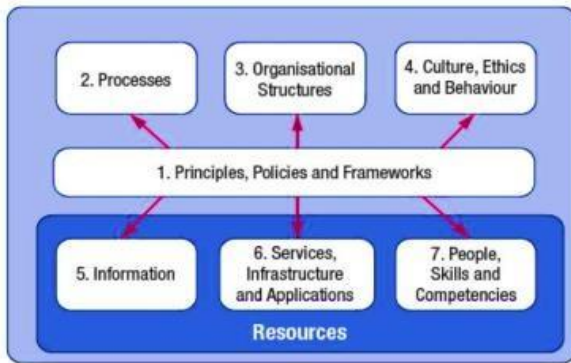 2. Processes
3. Organisational
Structures
4. Culture, Ethics
and Behaviour
1. Principles, Policies and Frameworks
5. Information
6. Services,
Infrastructure
and Applications
7. People,
Skills and
Competencies
Resources